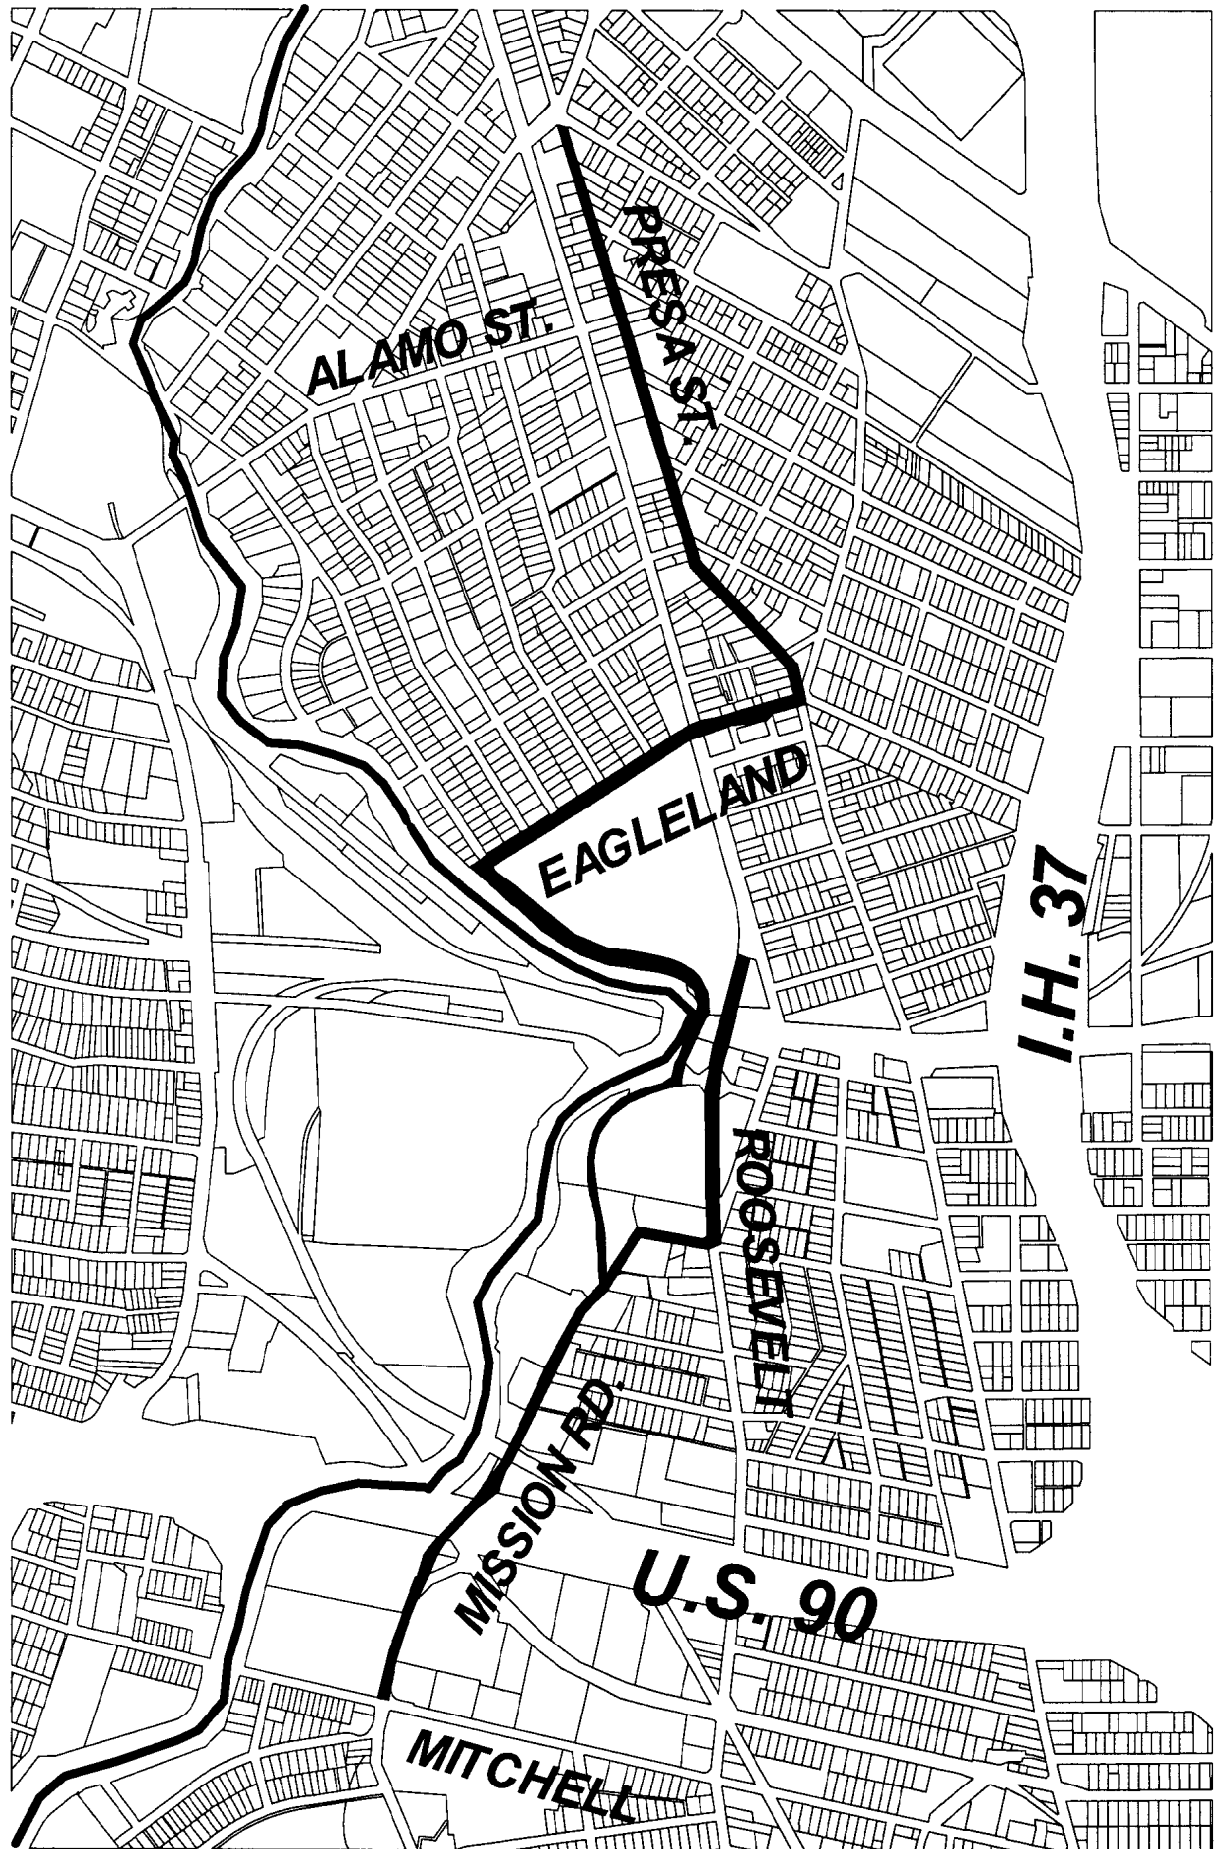 PRESA ST.
ALAMO ST.
EAGLELAND
I.H. 37
ROOSEVELT
MISSION RD.
U.S. 90
MITCHELL